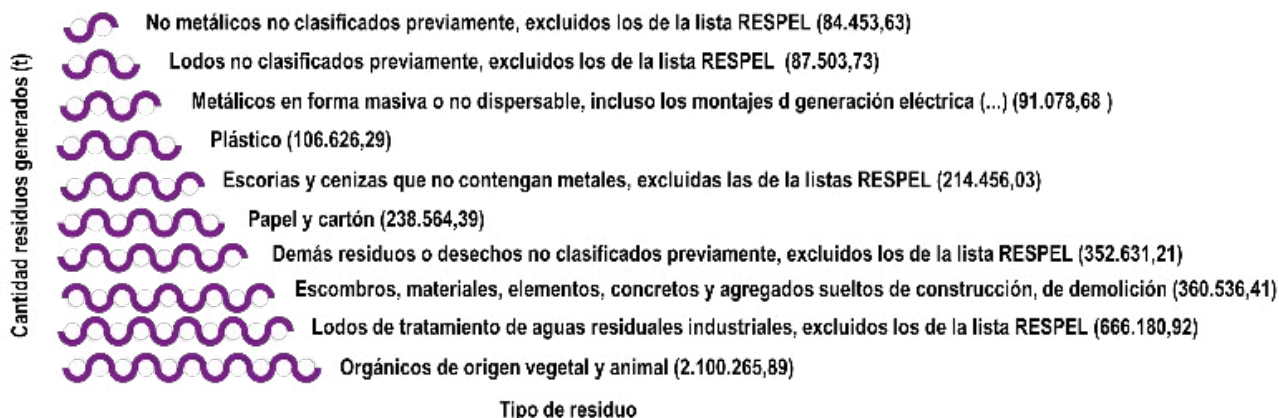 Cantidad residuos generados (t)
No metálicos no clasificados previamente, excluidos los de la lista RESPEL (84.453,63)
Lodos no clasificados previamente, excluidos los de la lista RESPEL (87.503,73)
Metálicos en forma masiva o no dispersable, incluso los montajes d generación eléctrica (...) (91.078,68 )
Plástico (106.626,29)
Escorias y cenizas que no contengan metales, excluidas las de la listas RESPEL (214.456,03)
Papel y cartón (238.564,39)
Demás residuos o desechos no clasificados previamente, excluidos los de la lista RESPEL (352.631,21)
Escombros, materiales, elementos, concretos y agregados sueltos de construcción, de demolición (360.536,41)
Lodos de tratamiento de aguas residuales industriales, excluidos los de la lista RESPEL (666.180,92)
Orgánicos de origen vegetal y animal (2.100.265,89)
Tipo de residuo